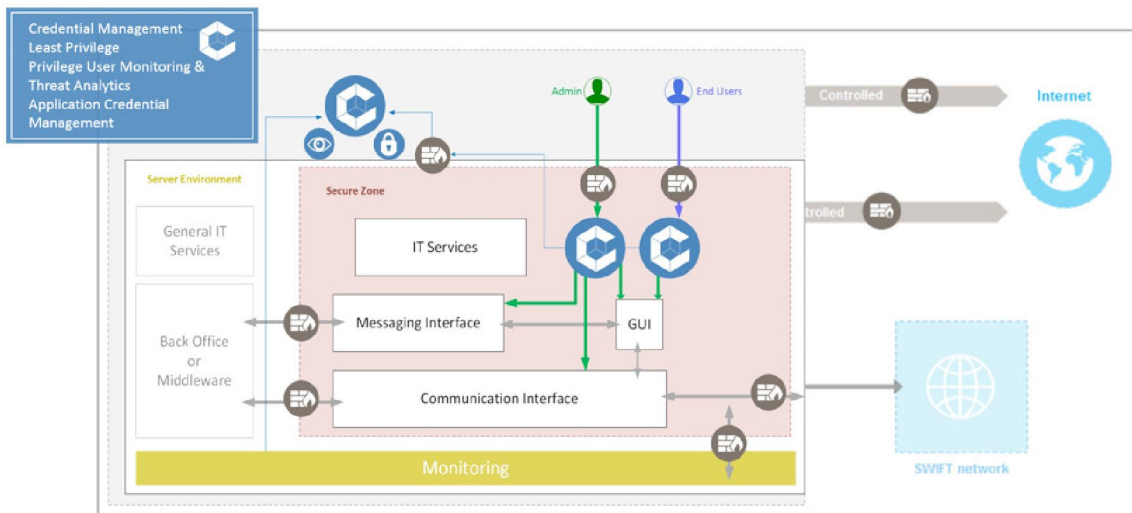 Credential Management
Least Privilege
Privilege User Monitoring &
Threat Analytics
Application Credential
Management
Admin
End Users
Controlled
Internet
Server Environment
Secure Zone
General IT
Services
IT Services
trolled
Messaging Interface
GUI
Back Office
or
Middleware
Communication Interface
Monitoring
SWIFT network